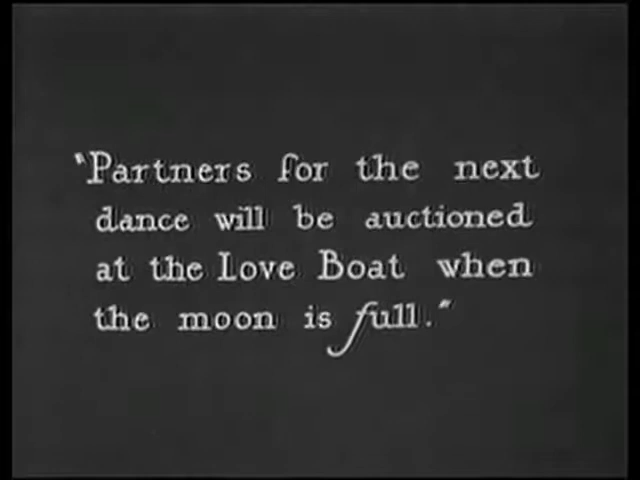 "Partners for the next
dance will be auctioned
at the Love Boat when
the moon is full."